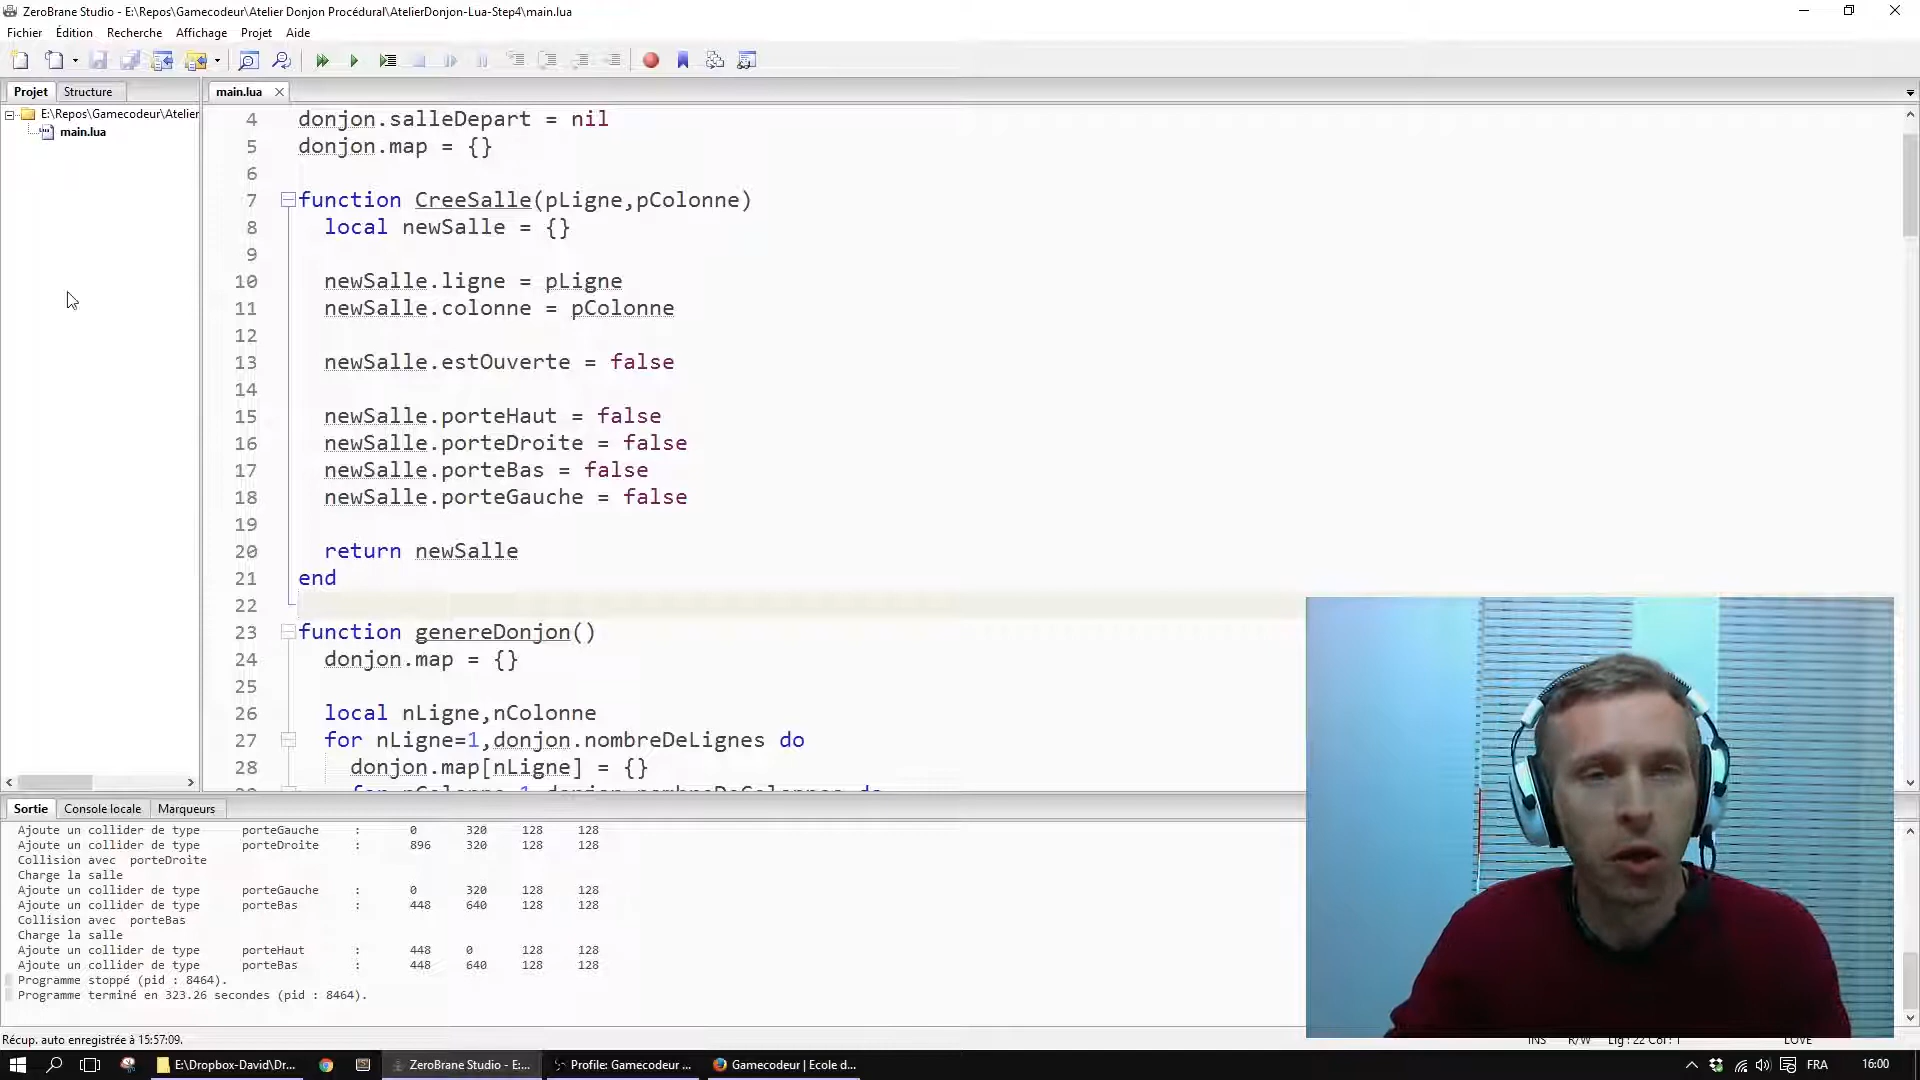 ZeroBrane Studio - E:\Repos\Gamecodeur\Atelier Donjon Procédural\AtelierDonjon-Lua-Step4\main.lua
Fichier Édition Recherche Affichage Projet Aide
Projet Structure
main.lua
E:\Repos\Gamecodeur\Atelier
main.lua
4 donjon.salleDepart = nil
5 donjon.map = {}
6
7 function CreeSalle(pLigne,pColonne)
8 local newSalle = {}
9
10 newSalle.ligne = pLigne
11 newSalle.colonne = pColonne
12
13 newSalle.estOuverte = false
14
15 newSalle.porteHaut = false
16 newSalle.porteDroite = false
17 newSalle.porteBas = false
18 newSalle.porteGauche = false
19
20 return newSalle
21 end
22
23 function genereDonjon()
24 donjon.map = {}
25
26 local nLigne,nColonne
27 for nLigne=1,donjon.nombreDeLignes do
28 donjon.map[nLigne] = {}
Sortie Console locale Marqueurs
Ajoute un collider de type porteGauche : 0 320 128 128
Ajoute un collider de type porteDroite : 896 320 128 128
Collision avec porteDroite
Charge la salle
Ajoute un collider de type porteGauche : 0 320 128 128
Ajoute un collider de type porteBas : 448 640 128 128
Collision avec porteBas
Charge la salle
Ajoute un collider de type porteHaut : 448 0 128 128
Ajoute un collider de type porteBas : 448 640 128 128
Programme stoppé (pid : 8464).
Programme terminé en 323.26 secondes (pid : 8464).
Récup. auto enregistrée à 15:57:09.
INS R/W Lig : 22 Col : 1 LOVE
E:\Dropbox-David\Dr... ZeroBrane Studio - E:... Profile: Gamecodeur ... Gamecodeur | Ecole d... FRA 16:00